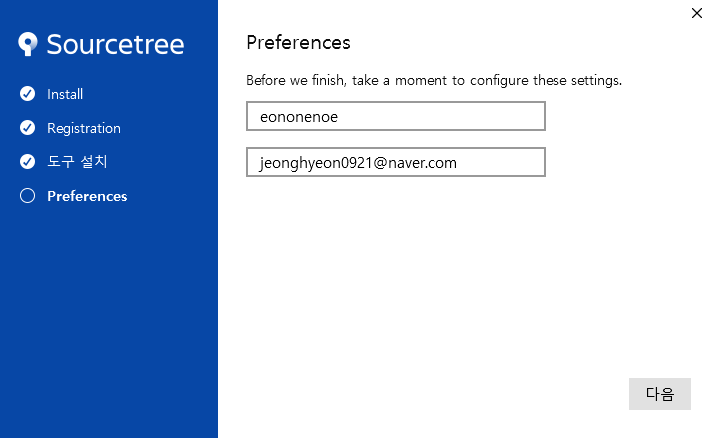 Sourcetree
Install
Registration
도구 설치
Preferences
Preferences
Before we finish, take a moment to configure these settings.
eononenoe
jeonghyeon0921@naver.com
다음